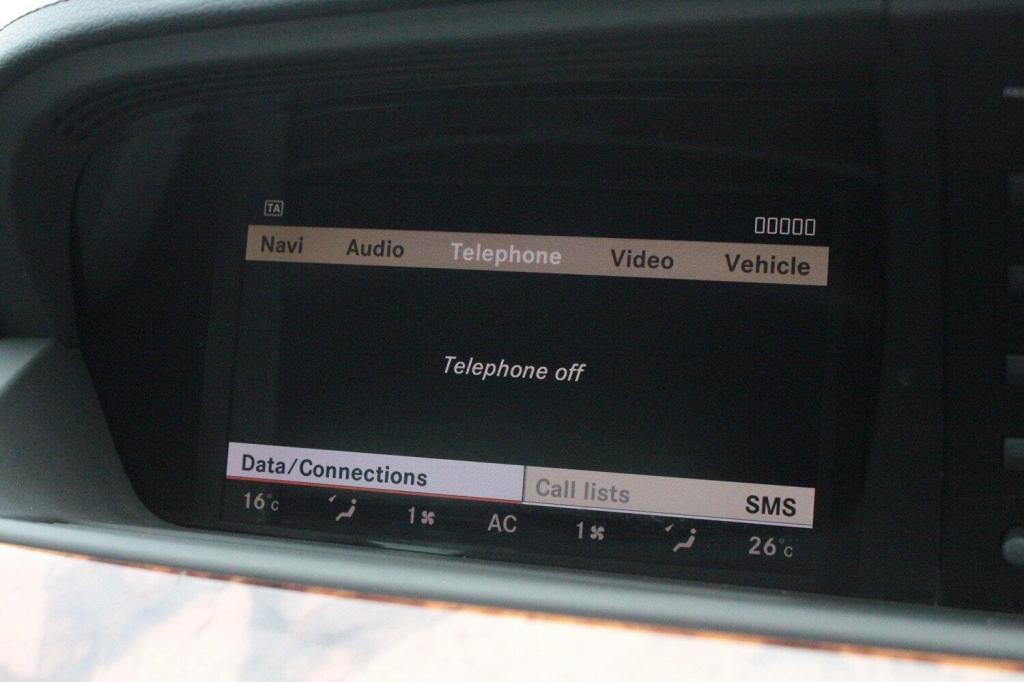 TA
Navi Audio Telephone Video Vehicle
Telephone off
Data/Connections Call lists SMS
16°C 1 AC 1 26°C